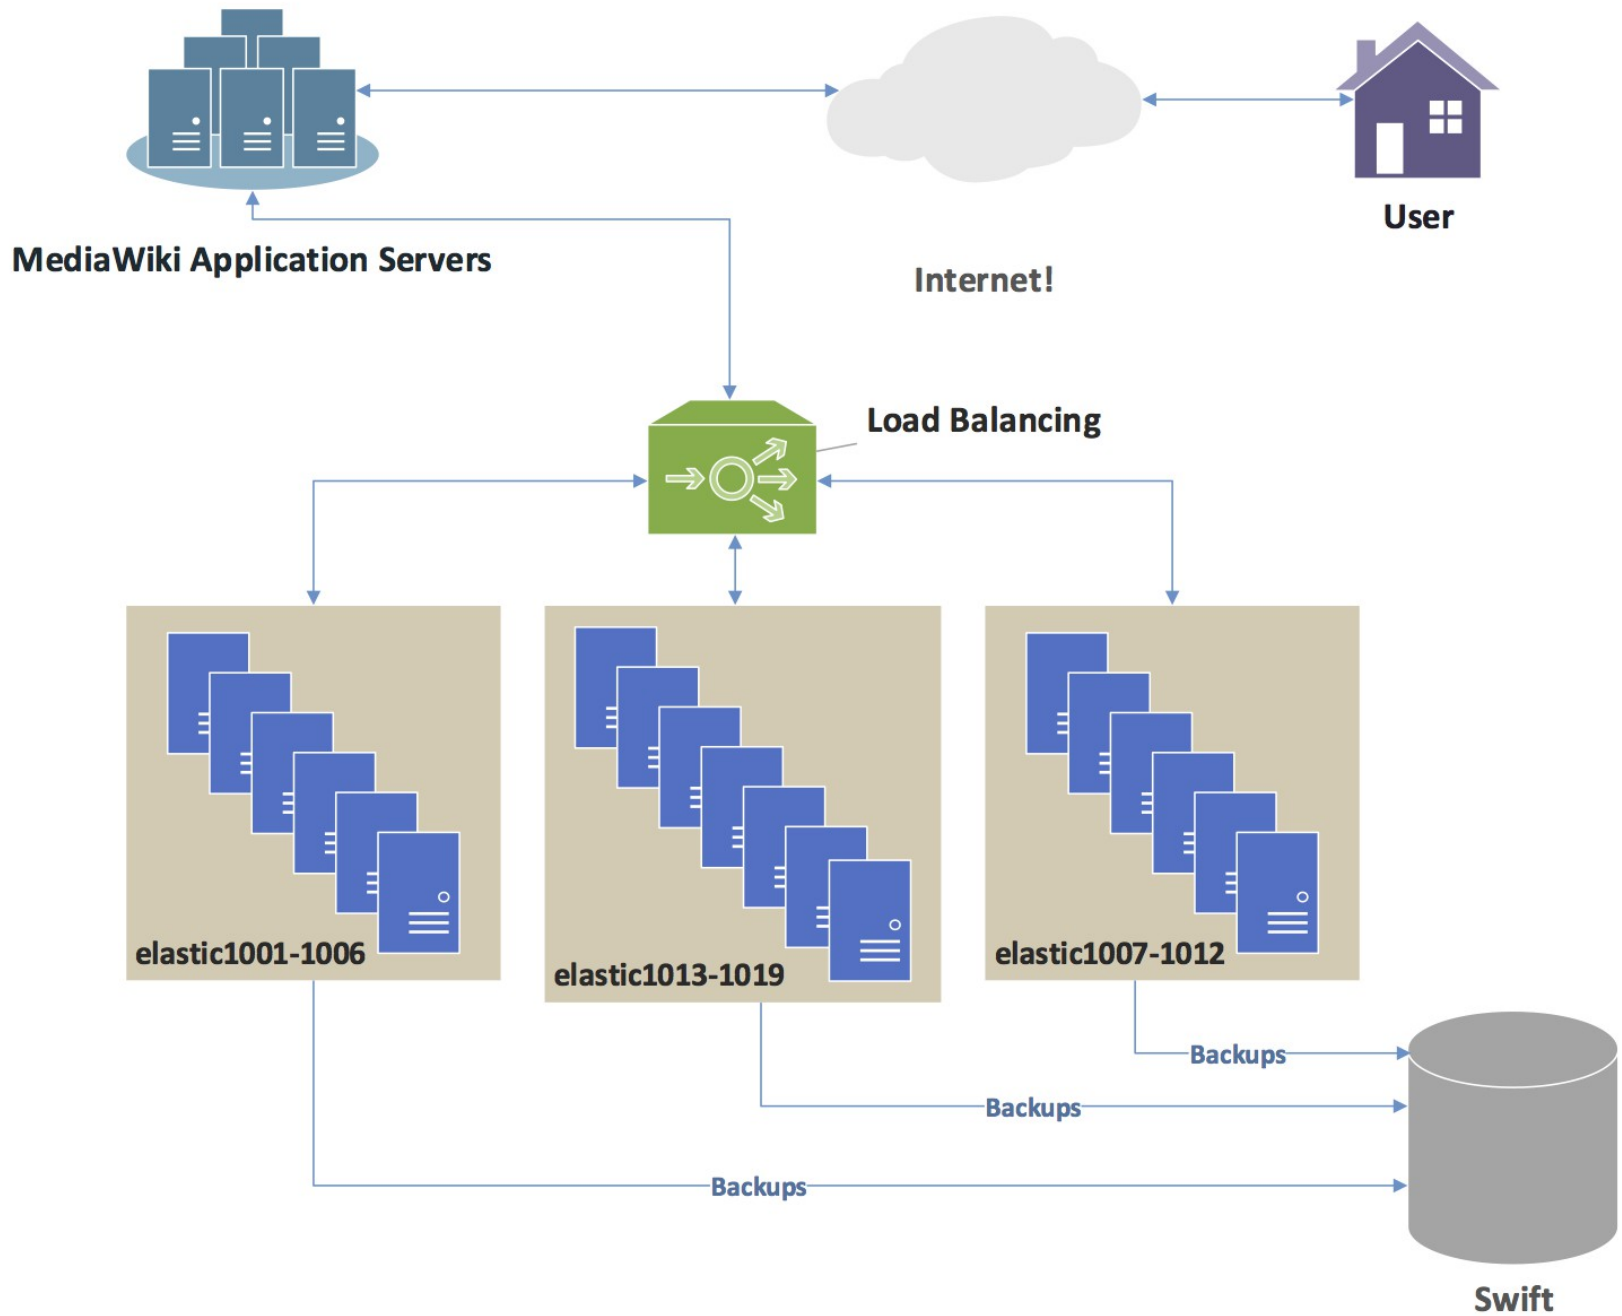 User
MediaWiki Application Servers
Internet!
Load Balancing
elastic1001-1006
elastic1013-1019
elastic1007-1012
Backups
Backups
Backups
Swift